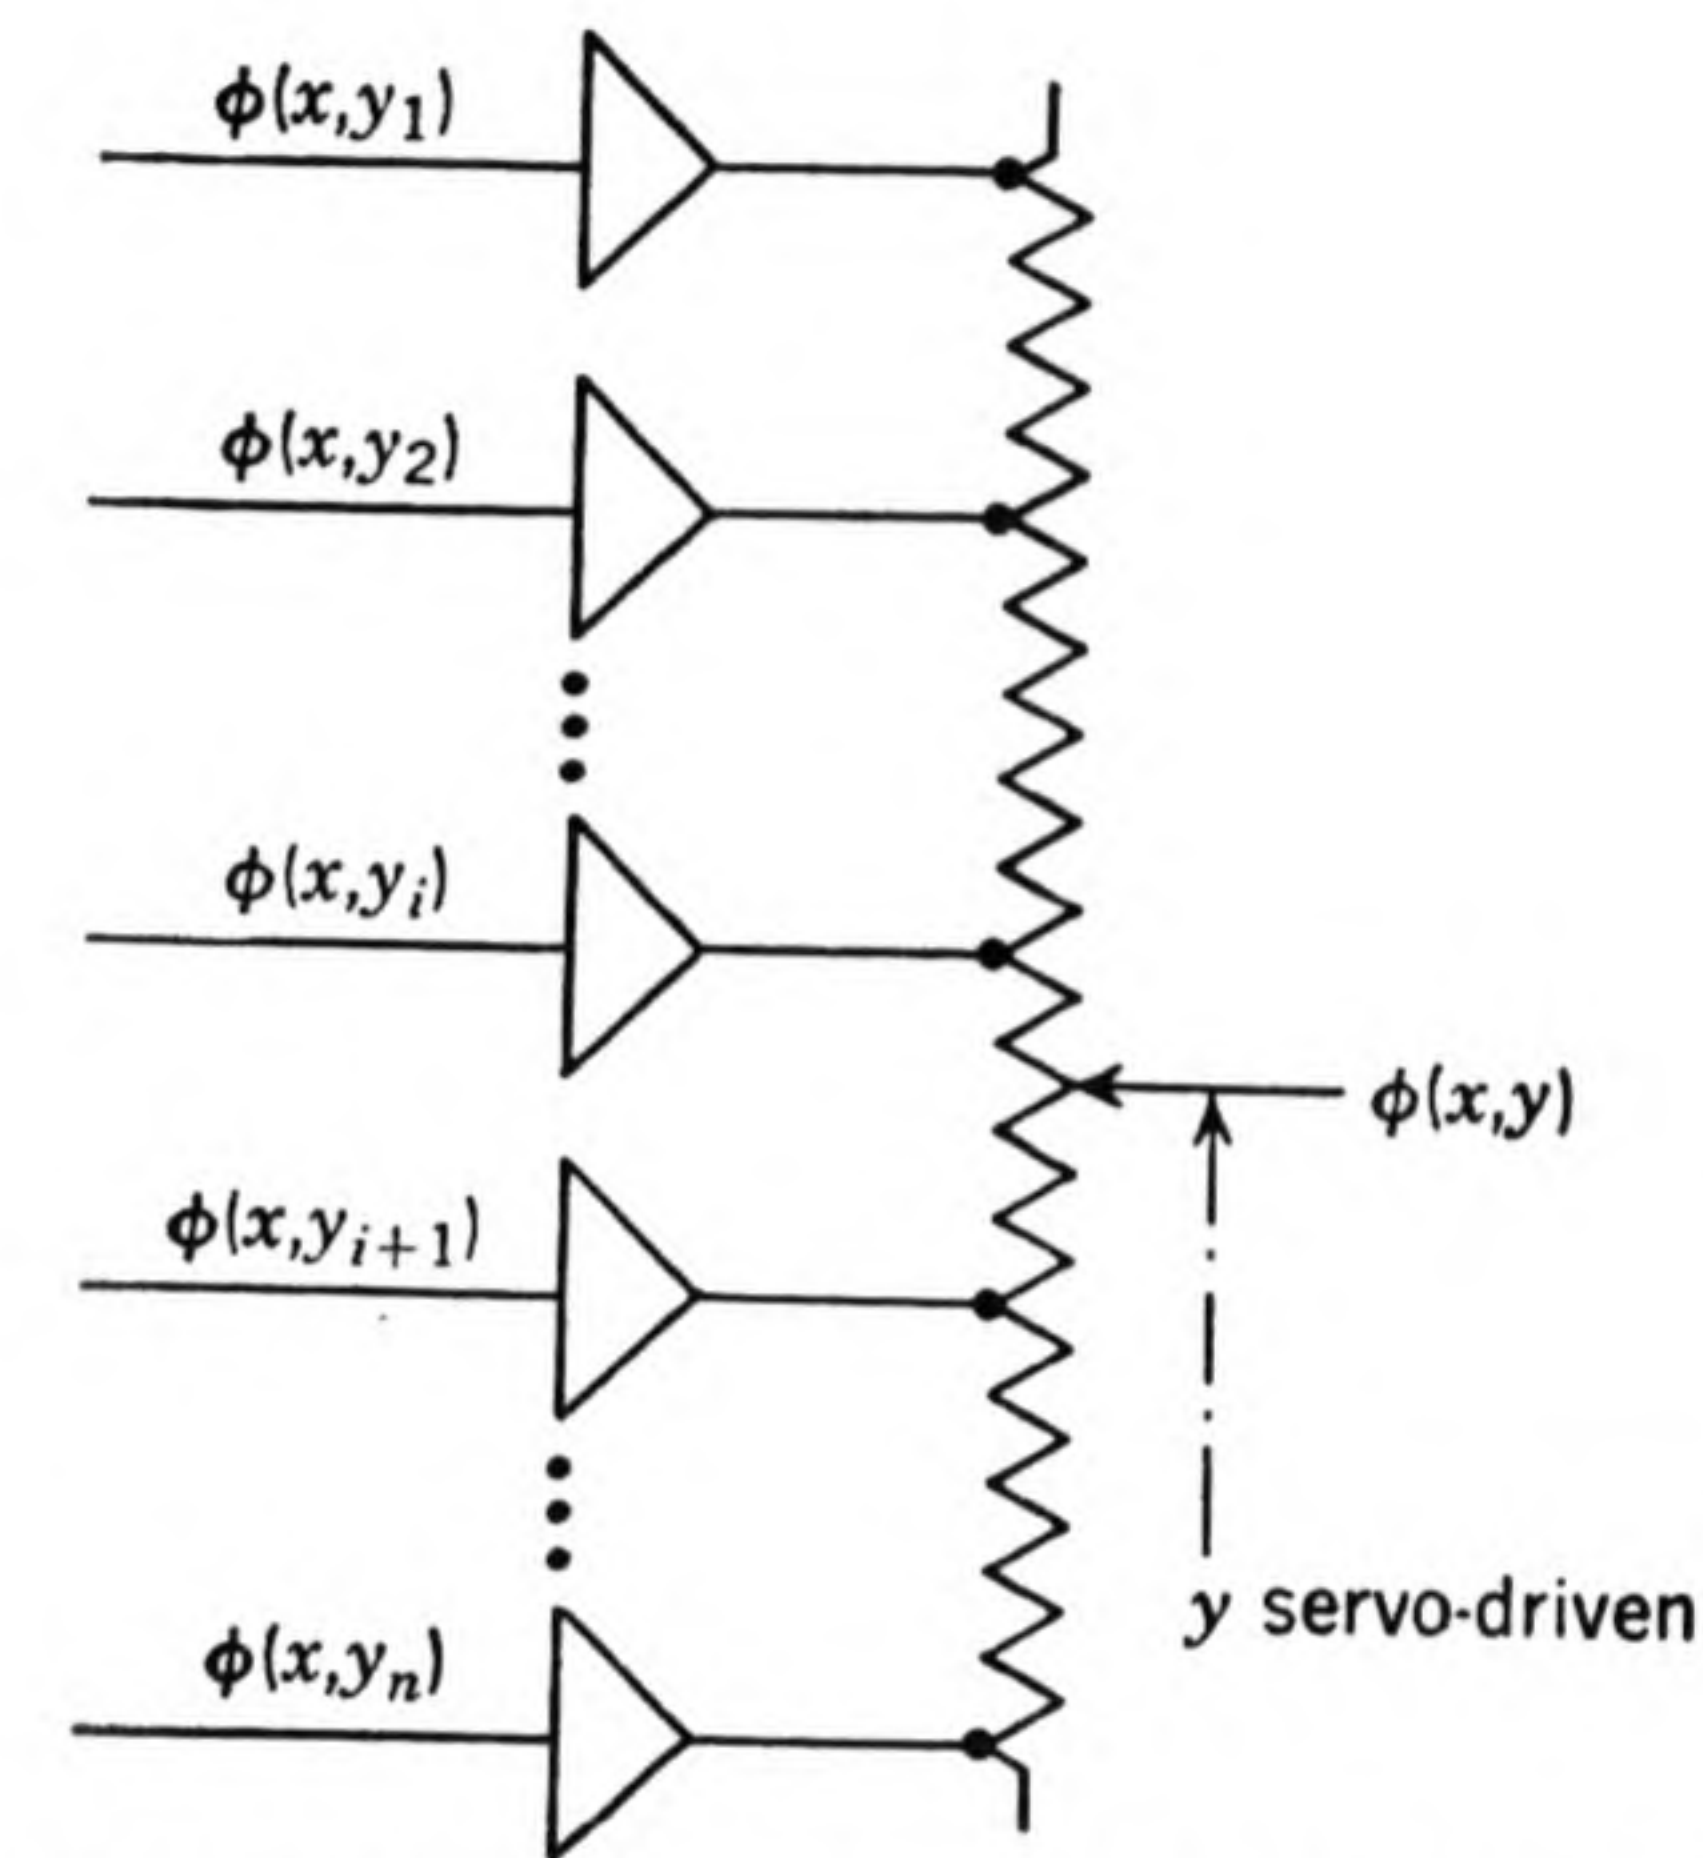 ϕ(x,y₁)
ϕ(x,y₂)
ϕ(x,yᵢ)
ϕ(x,y)
ϕ(x,yᵢ₊₁)
y servo-driven
ϕ(x,yₙ)